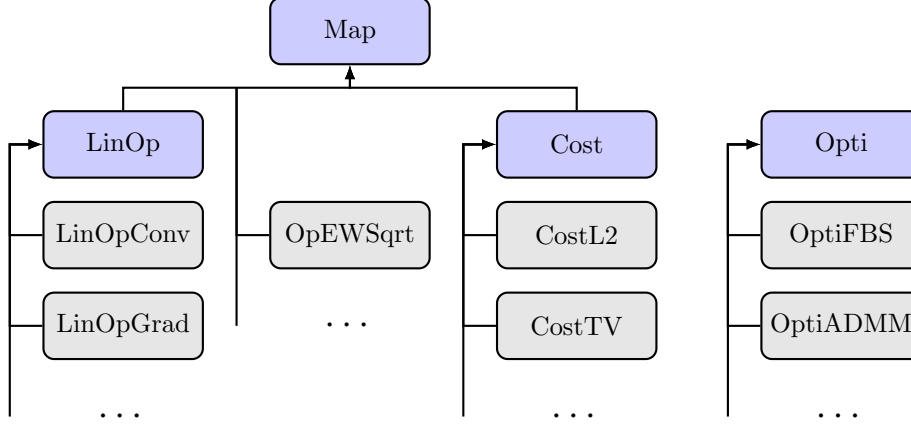 Map
LinOp
Cost
Opti
LinOpConv
OpEWSqrt
CostL2
OptiFBS
LinOpGrad
. . .
CostTV
OptiADMM
. . .
. . .
. . .